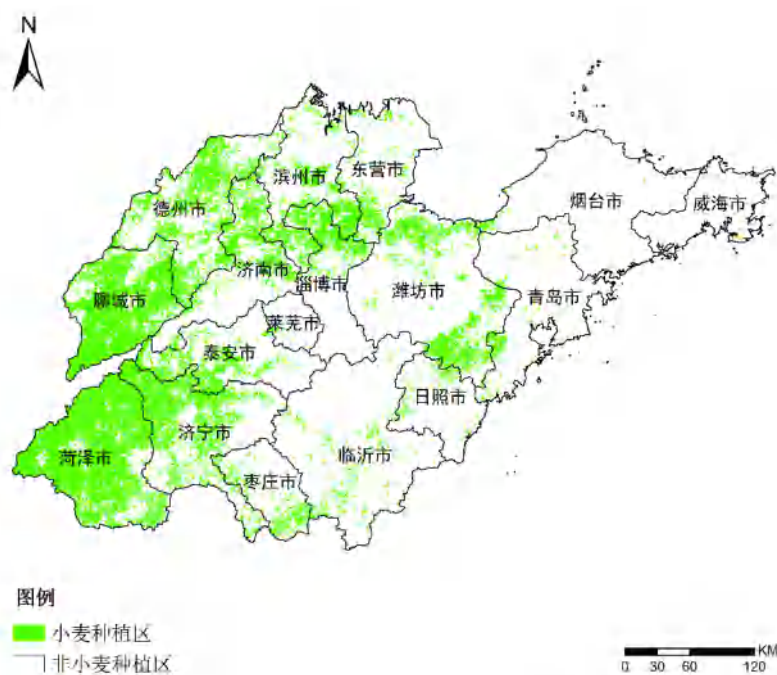 N
滨州市
东营市
德州市
烟台市
威海市
聊城市
济南市
淄博市
潍坊市
青岛市
莱芜市
泰安市
日照市
济宁市
临沂市
菏泽市
枣庄市
图例
小麦种植区
非小麦种植区
KM
0 30 60 120